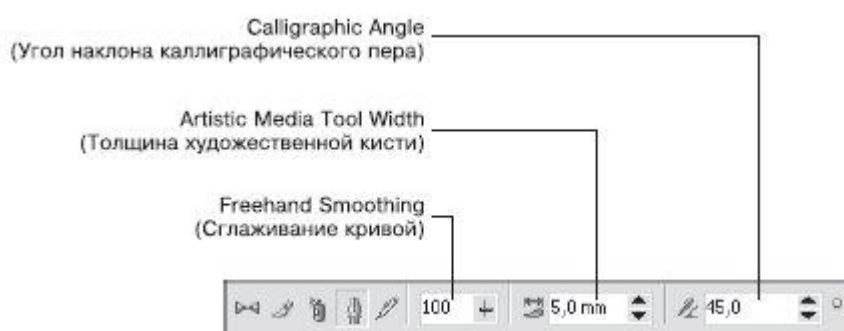 Calligraphic Angle
(Угол наклона каллиграфического пера)
Artistic Media Tool Width
(Толщина художественной кисти)
Freehand Smoothing
(Сглаживание кривой)
100 5,0 mm 45,0 °